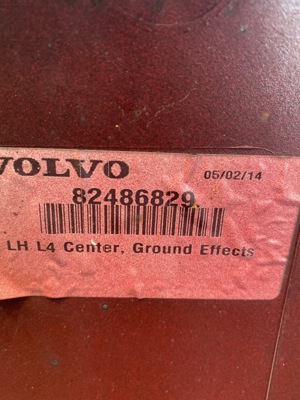 VOLVO 05/02/14
82486829
LH L4 Center, Ground Effects